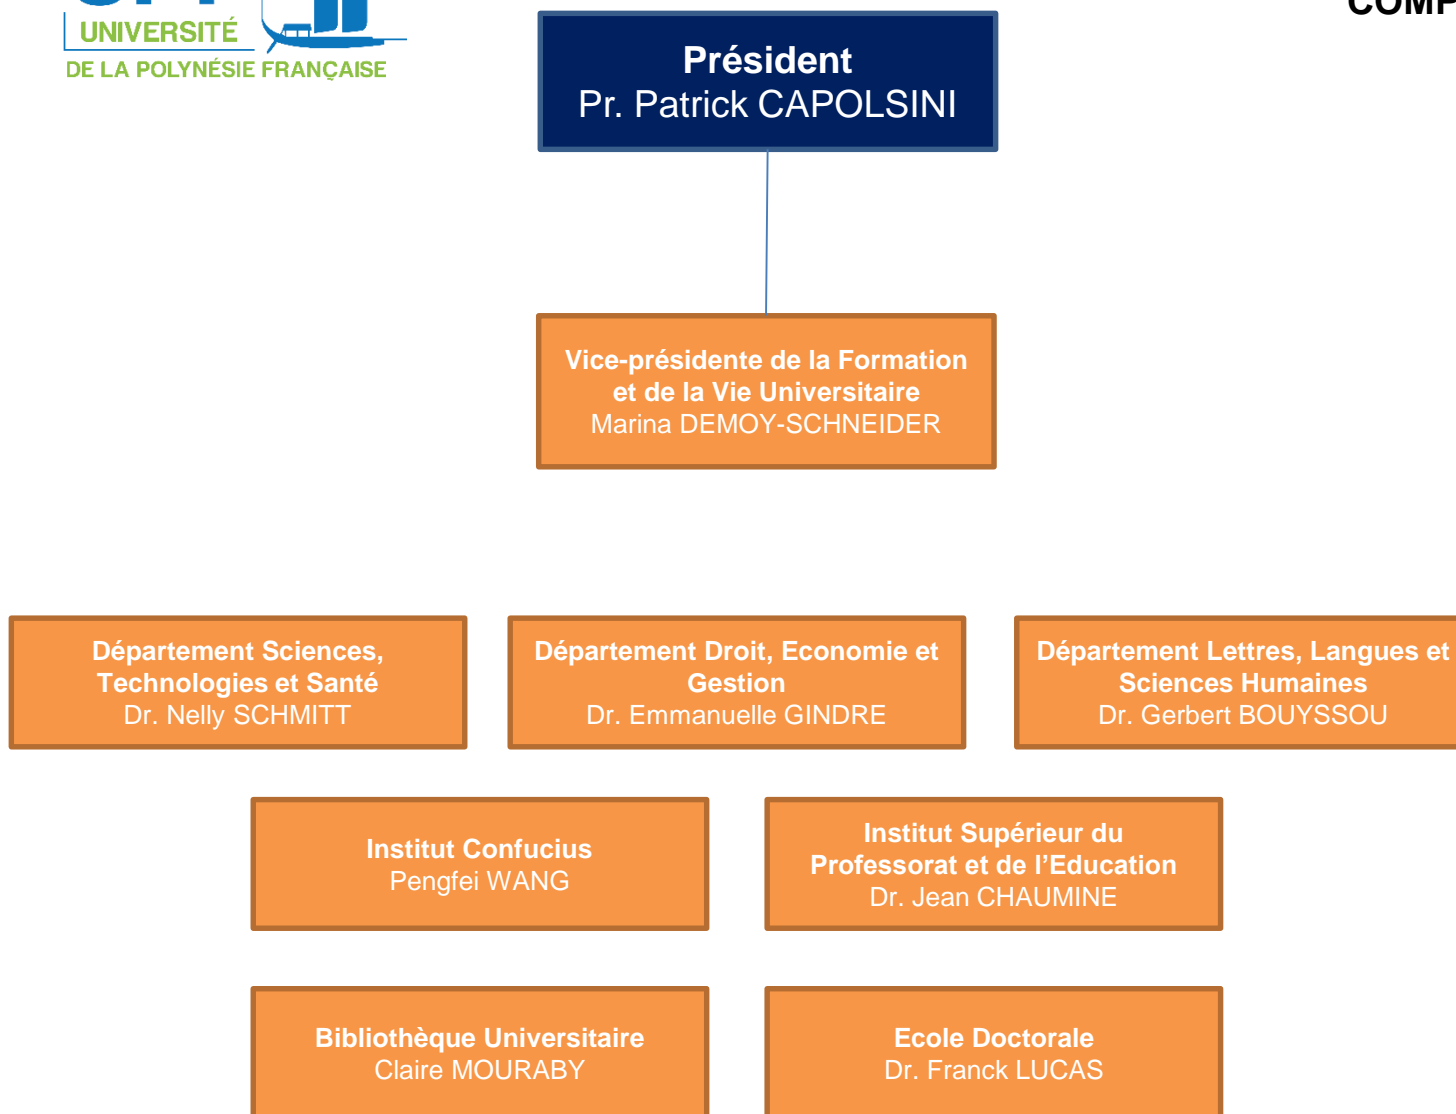 COMP
UNIVERSITÉ
DE LA POLYNÉSIE FRANÇAISE
Président
Pr. Patrick CAPOLSINI
Vice-présidente de la Formation
et de la Vie Universitaire
Marina DEMOY-SCHNEIDER
Département Sciences,
Technologies et Santé
Dr. Nelly SCHMITT
Département Droit, Economie et
Gestion
Dr. Emmanuelle GINDRE
Département Lettres, Langues et
Sciences Humaines
Dr. Gerbert BOUYSSOU
Institut Confucius
Pengfei WANG
Institut Supérieur du
Professorat et de l’Education
Dr. Jean CHAUMINE
Bibliothèque Universitaire
Claire MOURABY
Ecole Doctorale
Dr. Franck LUCAS